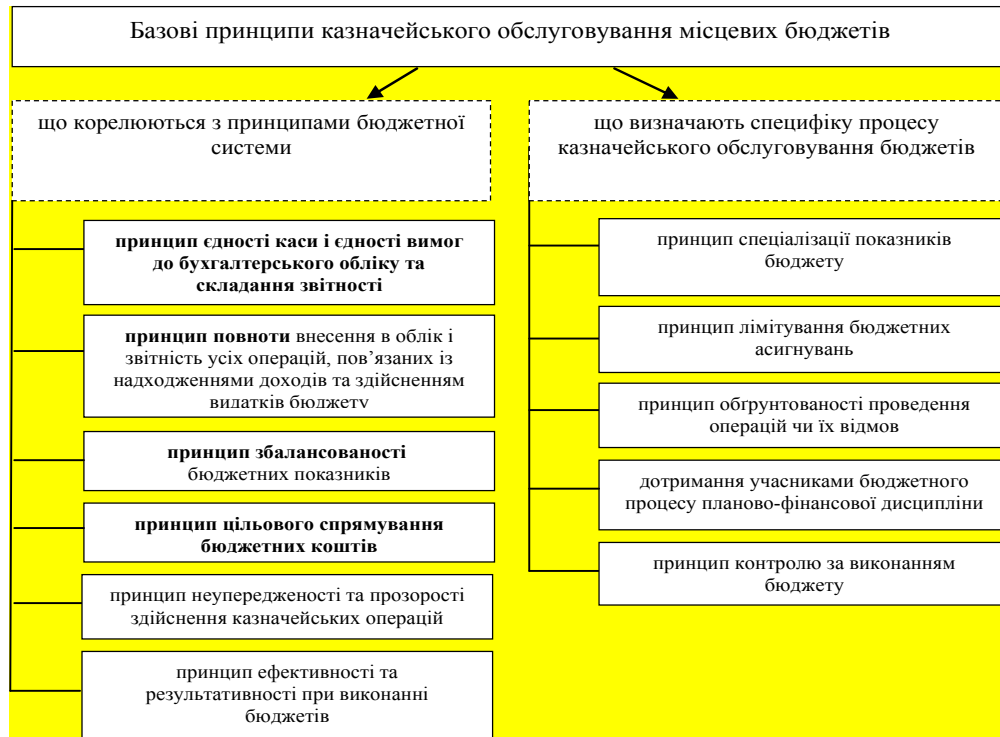 Базові принципи казначейського обслуговування місцевих бюджетів
що корелюються з принципами бюджетної
системи
що визначають специфіку процесу
казначейського обслуговування бюджетів
принцип єдності каси і єдності вимог
до бухгалтерського обліку та
складання звітності
принцип повноти внесення в облік і
звітність усіх операцій, пов’язаних із
надходженнями доходів та здійсненням
видатків бюджету
принцип збалансованості
бюджетних показників
принцип цільового спрямування
бюджетних коштів
принцип неупередженості та прозорості
здійснення казначейських операцій
принцип ефективності та
результативності при виконанні
бюджетів
принцип спеціалізації показників
бюджету
принцип лімітування бюджетних
асигнувань
принцип обґрунтованості проведення
операцій чи їх відмов
дотримання учасниками бюджетного
процесу планово-фінансової дисципліни
принцип контролю за виконанням
бюджету